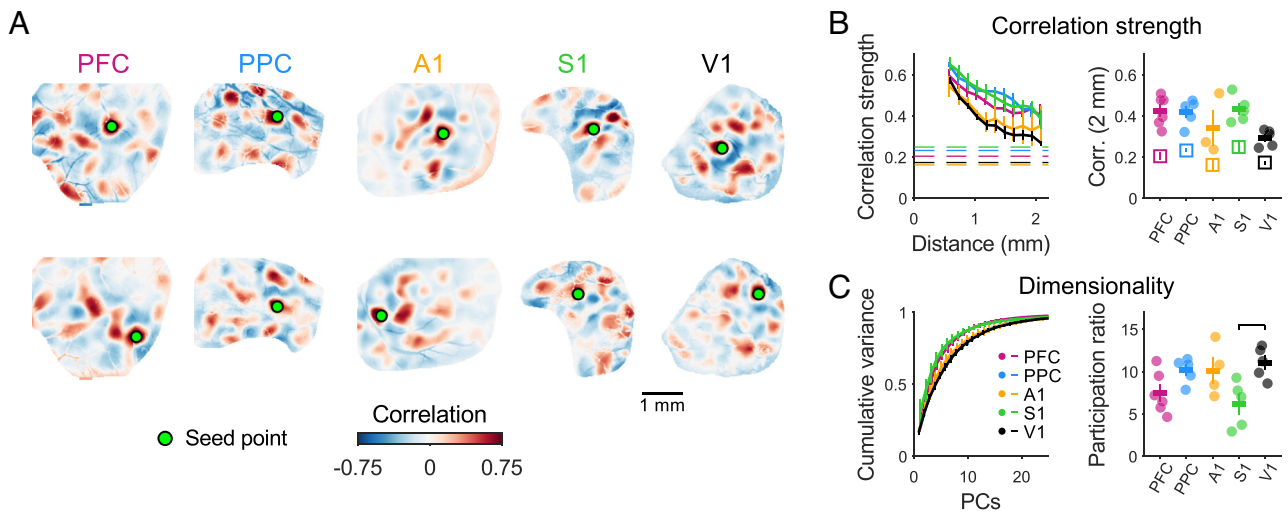 A
PFC
PPC
A1
S1
V1
1 mm
Seed point
Correlation
-0.75
0
0.75
B
Correlation strength
Correlation strength
0.6
0.4
0.2
0
0
1
2
Distance (mm)
Corr. (2 mm)
0.6
0.4
0.2
0
PFC
PPC
A1
S1
V1
C
Dimensionality
Cumulative variance
1
0.5
0
0
10
20
PCs
PFC
PPC
A1
S1
V1
Participation ratio
15
10
5
0
PFC
PPC
A1
S1
V1